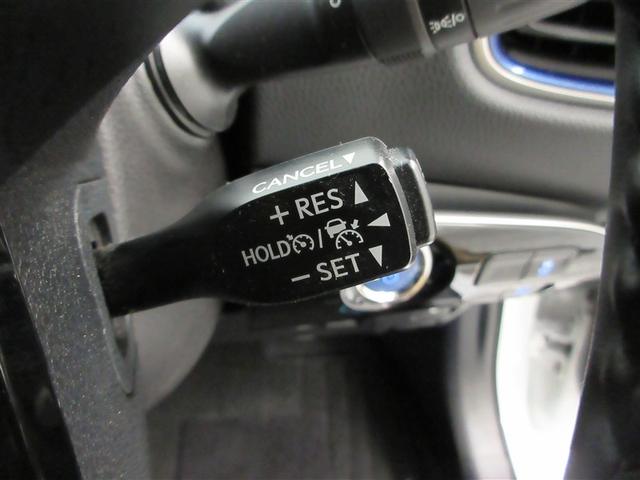 CANCEL▼
+ RES▲
HOLD / ◀
− SET▼